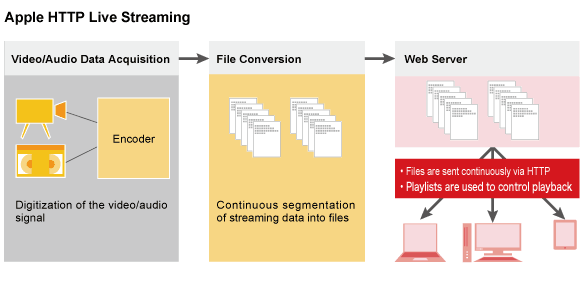 Apple HTTP Live Streaming
Video/Audio Data Acquisition
File Conversion
Web Server
Encoder
Digitization of the video/audio
signal
Continuous segmentation
of streaming data into files
• Files are sent continuously via HTTP
• Playlists are used to control playback